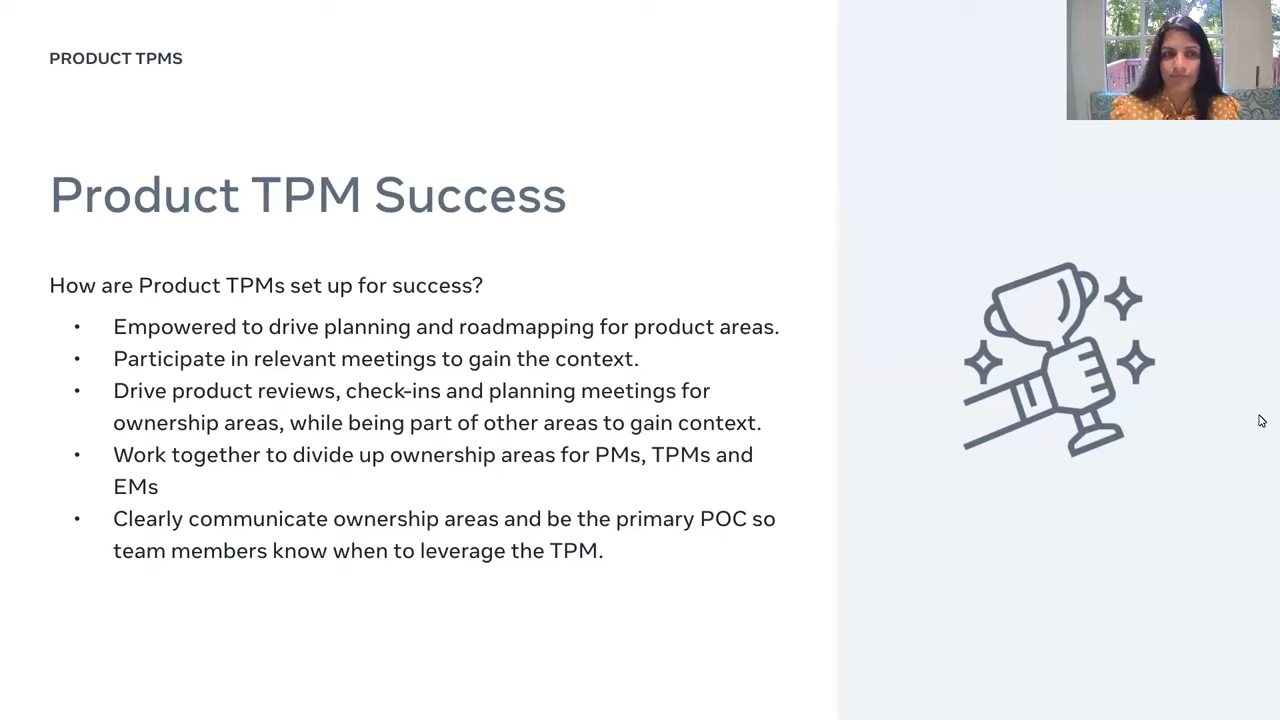 PRODUCT TPMS
Product TPM Success
How are Product TPMs set up for success?
• Empowered to drive planning and roadmapping for product areas.
• Participate in relevant meetings to gain the context.
• Drive product reviews, check-ins and planning meetings for
ownership areas, while being part of other areas to gain context.
• Work together to divide up ownership areas for PMs, TPMs and
EMs
• Clearly communicate ownership areas and be the primary POC so
team members know when to leverage the TPM.